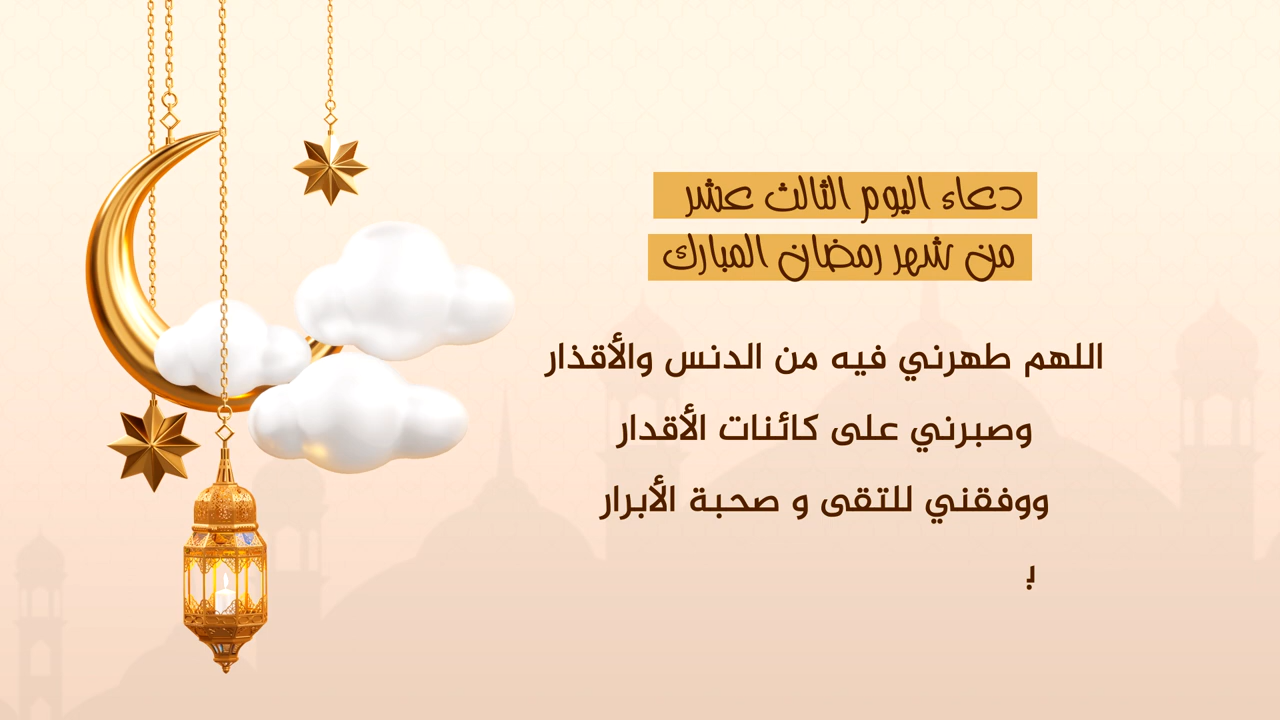 دعاء اليوم الثالث عشر
من شهر رمضان المبارك
اللهم طهرني فيه من الدنس والأقذار
وصبرني على كائنات الأقدار
ووفقني للتقى و صحبة الأبرار
بـ